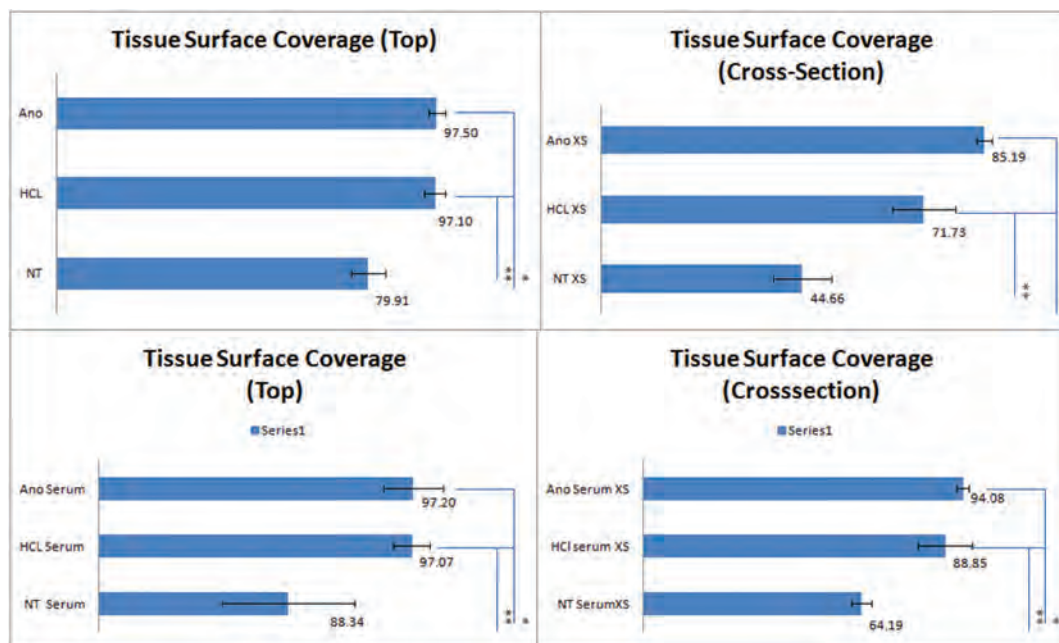 Tissue Surface Coverage (Top)
Ano
97.50
HCL
97.10
NT
79.91
**
*
Tissue Surface Coverage
(Cross-Section)
Ano XS
85.19
HCL XS
71.73
NT XS
44.66
**
Tissue Surface Coverage
(Top)
Series1
Ano Serum
97.20
HCL Serum
97.07
NT Serum
88.34
**
*
Tissue Surface Coverage
(Crosssection)
Series1
Ano Serum XS
94.08
HCl serum XS
88.85
NT SerumXS
64.19
**
*